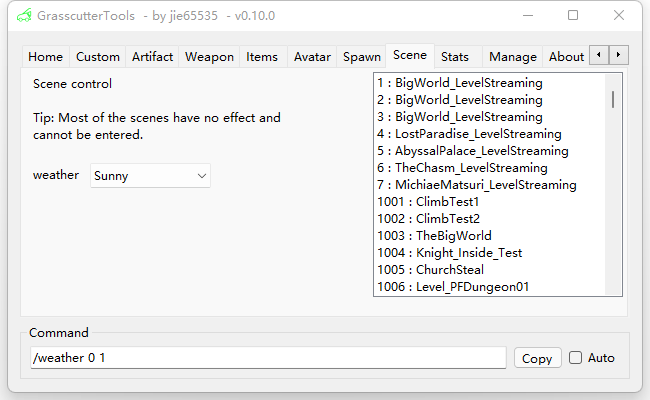 GrasscutterTools - by jie65535 - v0.10.0
Home Custom Artifact Weapon Items Avatar Spawn Scene Stats Manage About
Scene control
Tip: Most of the scenes have no effect and
cannot be entered.
weather Sunny
1 : BigWorld_LevelStreaming
2 : BigWorld_LevelStreaming
3 : BigWorld_LevelStreaming
4 : LostParadise_LevelStreaming
5 : AbyssalPalace_LevelStreaming
6 : TheChasm_LevelStreaming
7 : MichiaeMatsuri_LevelStreaming
1001 : ClimbTest1
1002 : ClimbTest2
1003 : TheBigWorld
1004 : Knight_Inside_Test
1005 : ChurchSteal
1006 : Level_PFDungeon01
Command
/weather 0 1 Copy Auto